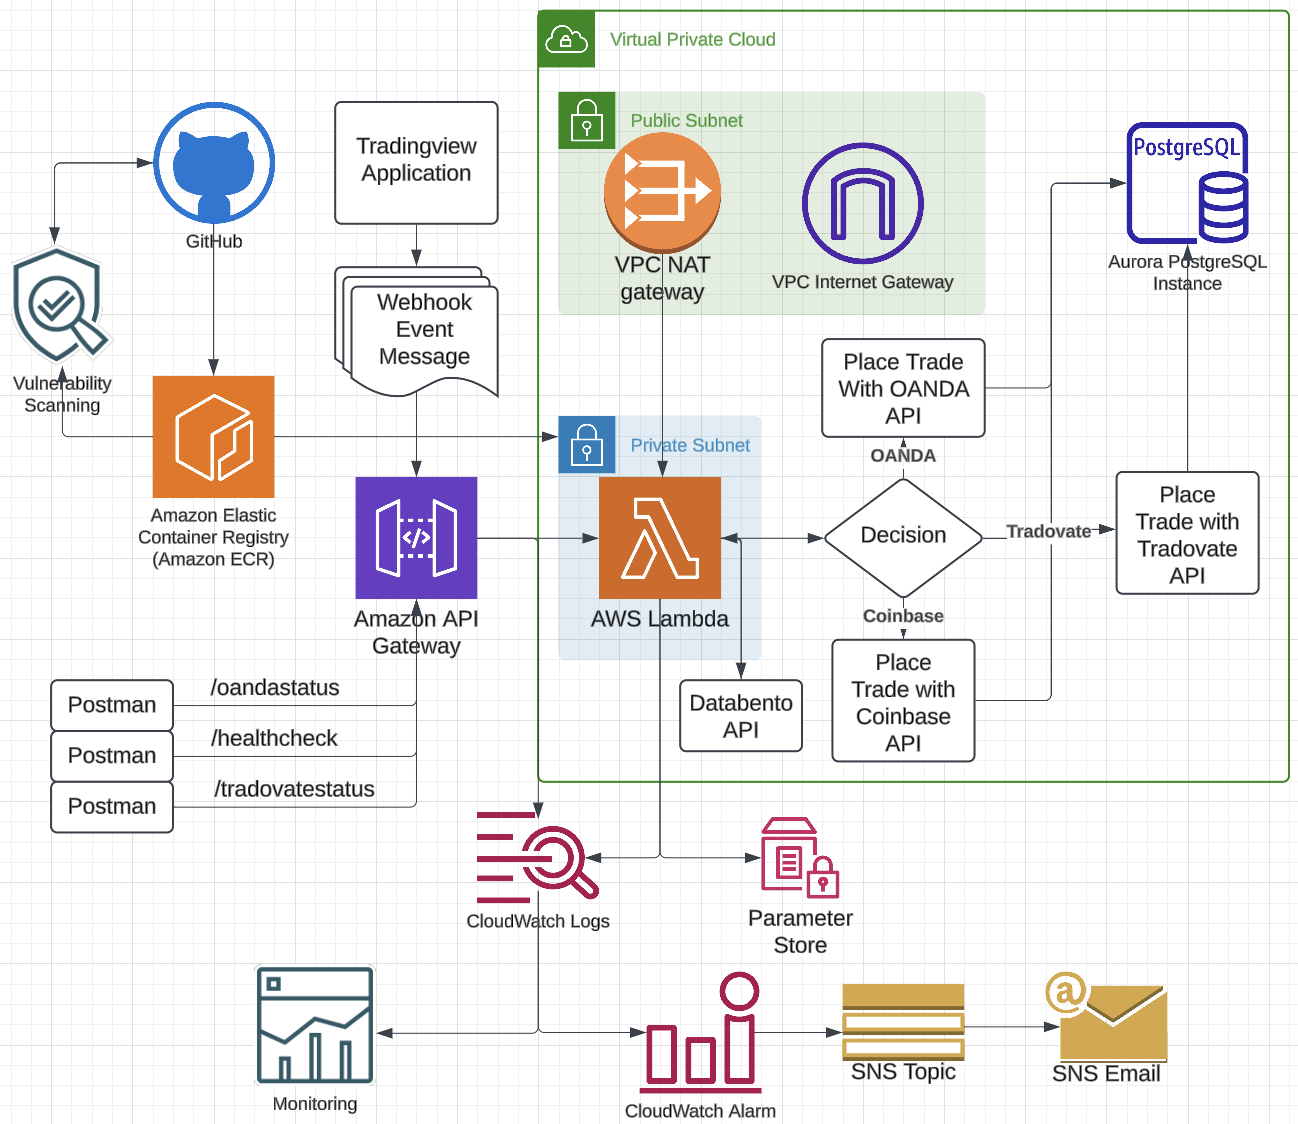 Virtual Private Cloud
Public Subnet
Tradingview
Application
PostgreSQL
GitHub
VPC NAT
gateway
VPC Internet Gateway
Aurora PostgreSQL
Instance
Webhook
Event
Message
Vulnerability
Scanning
Place Trade
With OANDA
API
Private Subnet
OANDA
Amazon Elastic
Container Registry
(Amazon ECR)
</>
Decision
Tradovate
Place
Trade with
Tradovate
API
Amazon API
Gateway
AWS Lambda
Coinbase
Place
Trade with
Coinbase
API
Databento
API
Postman
/oandastatus
Postman
/healthcheck
Postman
/tradovatestatus
CloudWatch Logs
Parameter
Store
@
Monitoring
CloudWatch Alarm
SNS Topic
SNS Email